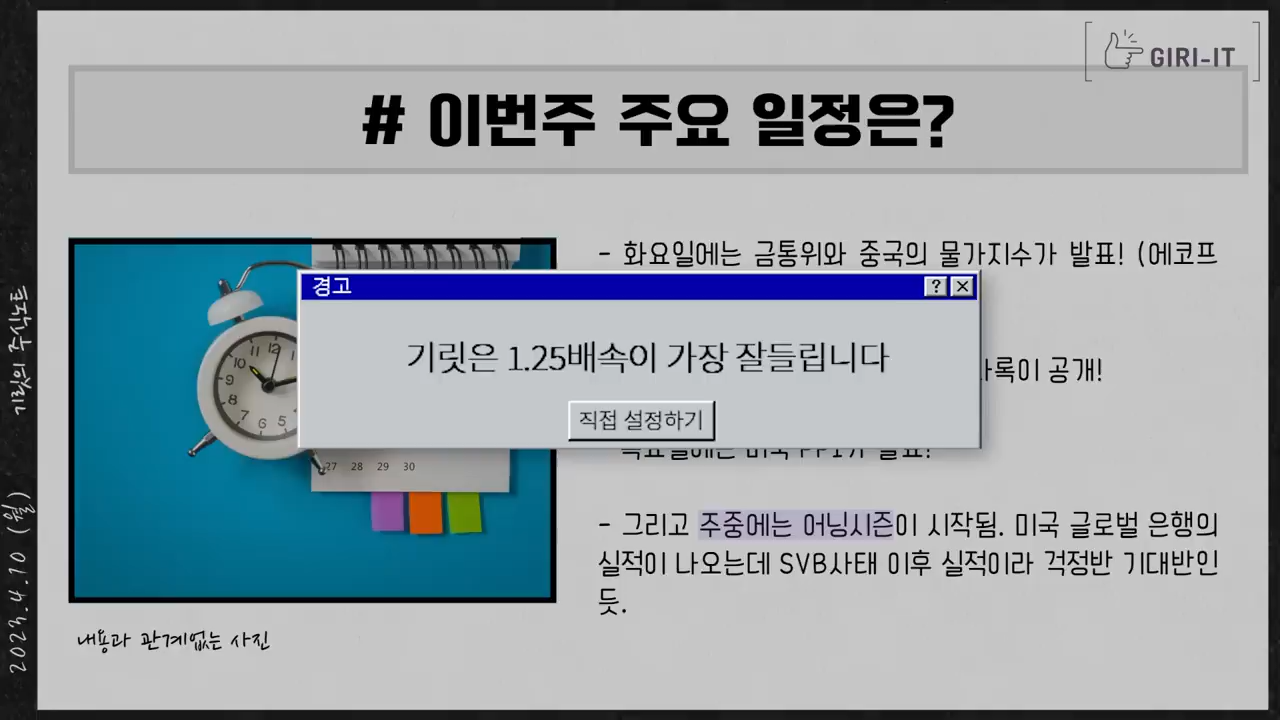 GIRI-IT
# 이번주 주요 일정은?
- 화요일에는 금통위와 중국의 물가지수가 발표! (에코프
경고
?
기릿은 1.25배속이 가장 잘들립니다
직접 설정하기
공개!
27 28 29 30
- 그리고 주중에는 어닝시즌이 시작됨. 미국 글로벌 은행의
실적이 나오는데 SVB사태 이후 실적이라 걱정반 기대반인
듯.
내용과 관계없는 사진
기릿의 주식노트
2023.4.10 (월)